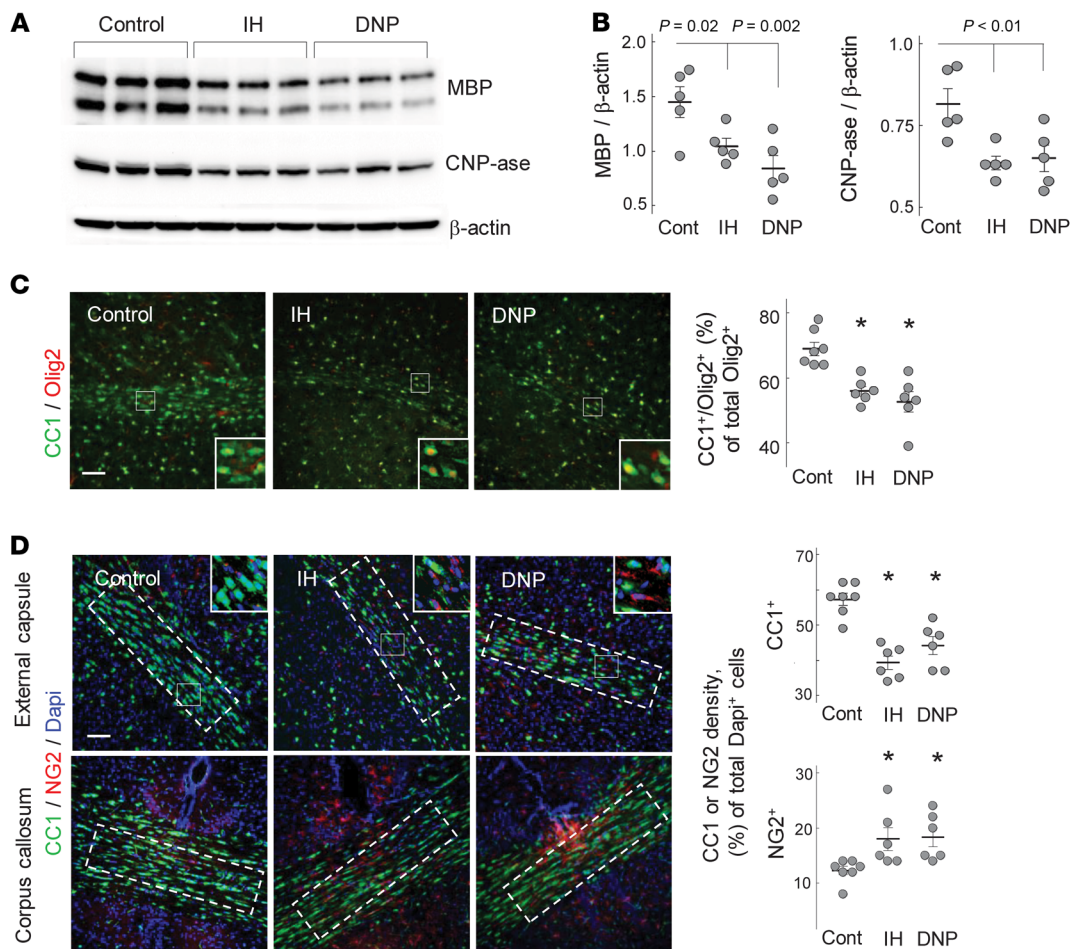 A
Control IH DNP
MBP
CNP-ase
β-actin
B
P = 0.02 P = 0.002
MBP / β-actin
2.0
1.5
1.0
0.5
Cont IH DNP
P < 0.01
CNP-ase / β-actin
1.0
0.75
0.5
Cont IH DNP
C
CC1 / Olig2
Control IH DNP
CC1⁺/Olig2⁺ (%)
of total Olig2⁺
80
60
40
* *
Cont IH DNP
D
External capsule
Corpus callosum
CC1 / NG2 / Dapi
Control IH DNP
CC1 or NG2 density,
(%) of total Dapi⁺ cells
CC1⁺
70
50
30
* *
Cont IH DNP
NG2⁺
30
20
10
* *
Cont IH DNP